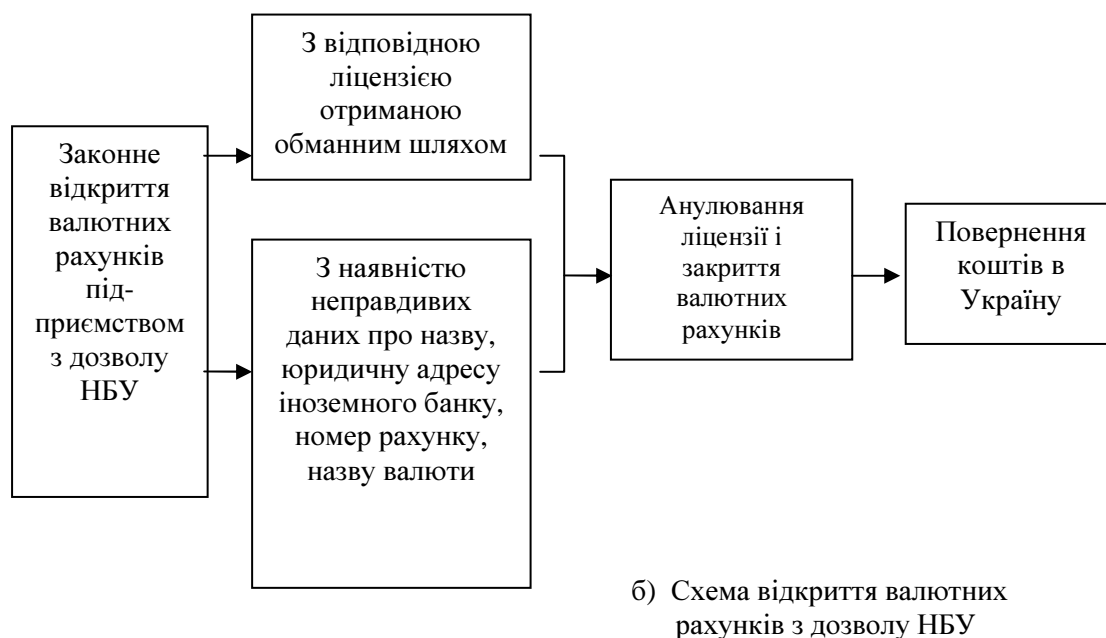 Законне
відкриття
валютних
рахунків
під-
приємством
з дозволу
НБУ
З відповідною
ліцензією
отриманою
обманним шляхом
З наявністю
неправдивих
даних про назву,
юридичну адресу
іноземного банку,
номер рахунку,
назву валюти
Анулювання
ліцензії і
закриття
валютних
рахунків
Повернення
коштів в
Україну
б) Схема відкриття валютних
рахунків з дозволу НБУ